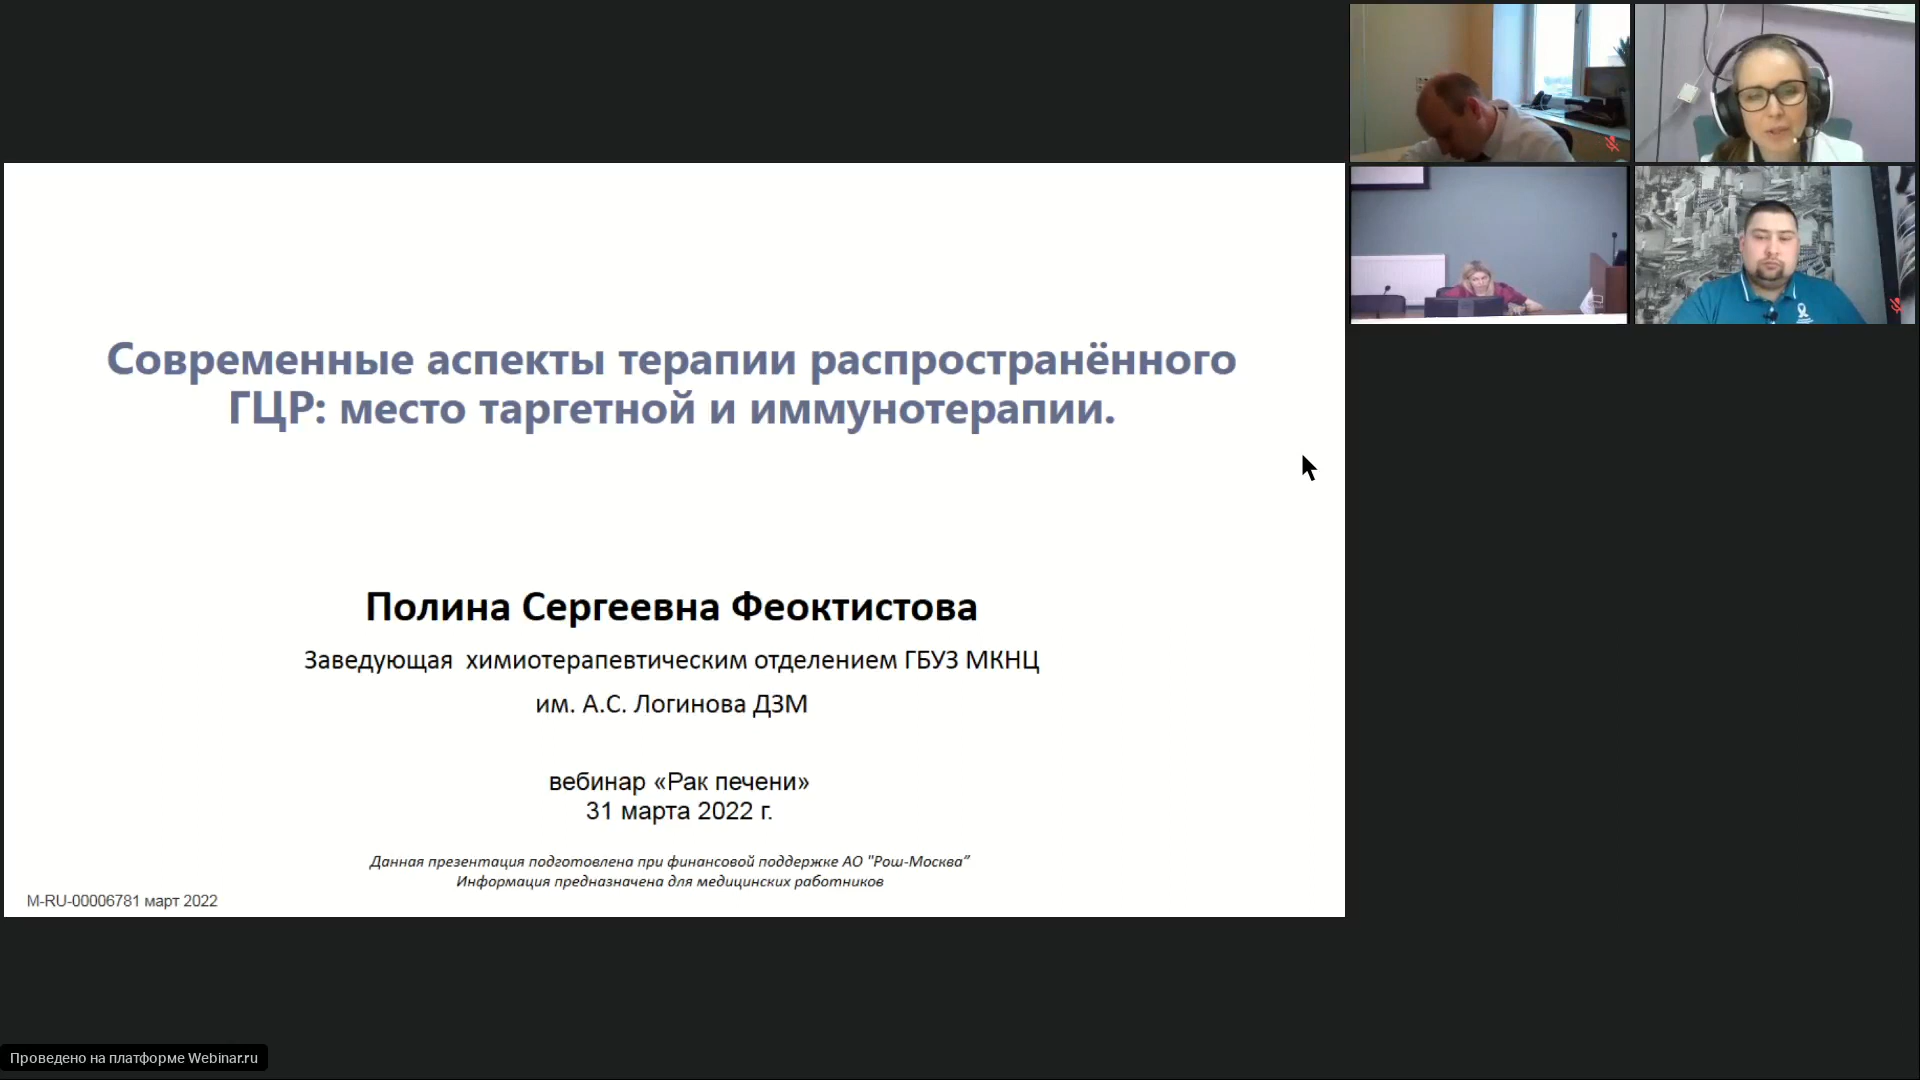 Современные аспекты терапии распространённого
ГЦР: место таргетной и иммунотерапии.
Полина Сергеевна Феоктистова
Заведующая химиотерапевтическим отделением ГБУЗ МКНЦ
им. А.С. Логинова ДЗМ
вебинар «Рак печени»
31 марта 2022 г.
Данная презентация подготовлена при финансовой поддержке АО "Рош-Москва"
Информация предназначена для медицинских работников
M-RU-00006781 март 2022
Проведено на платформе Webinar.ru